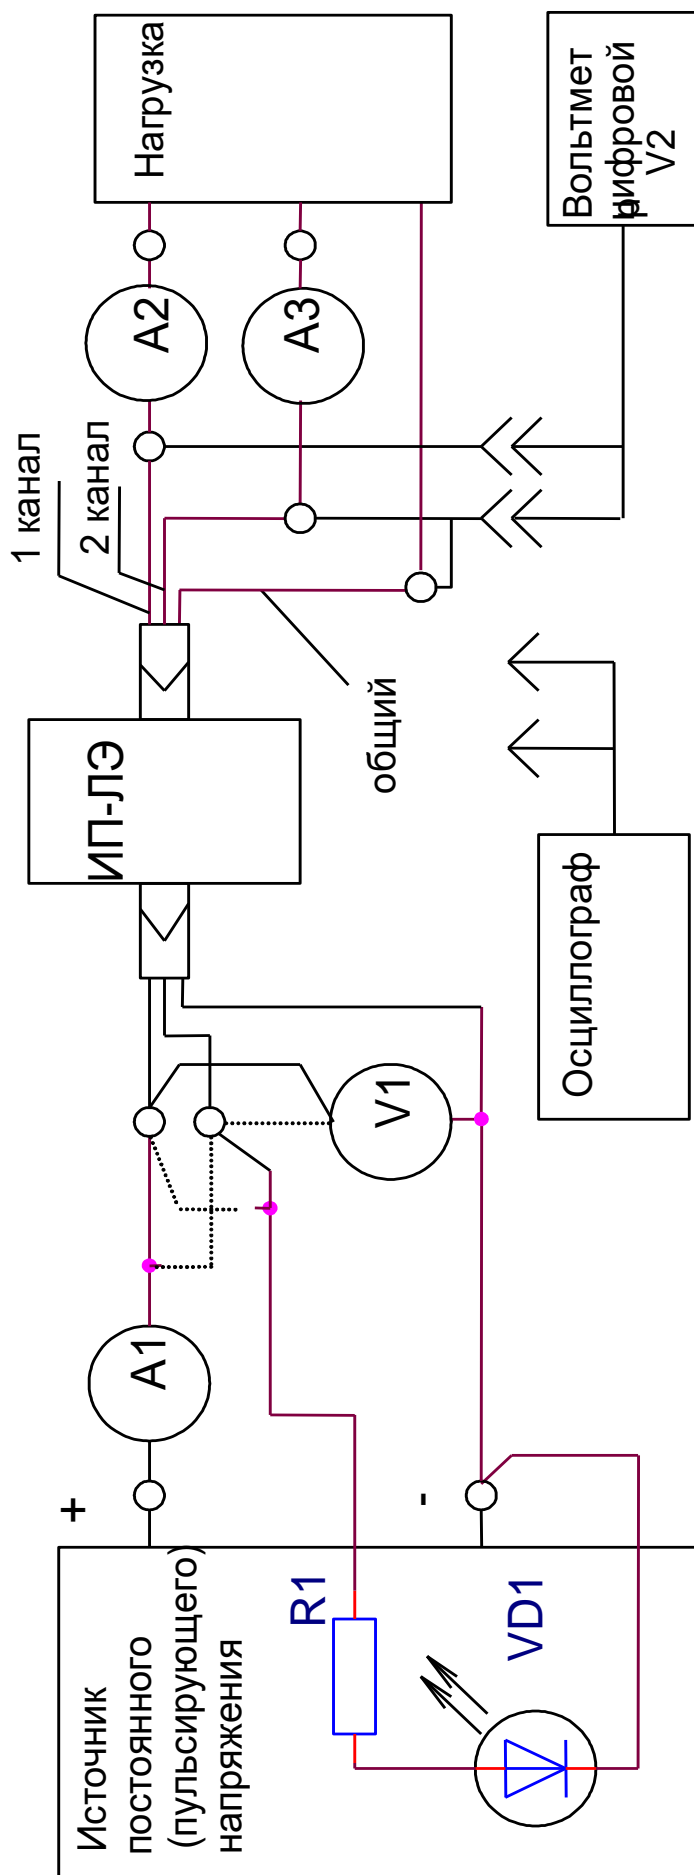 Источник
постоянного
(пульсирующего)
напряжения
+
-
R1
VD1
A1
V1
ИП-ЛЭ
1 канал
2 канал
общий
A2
A3
Нагрузка
Осциллограф
Вольтмет
р
цифровой
V2